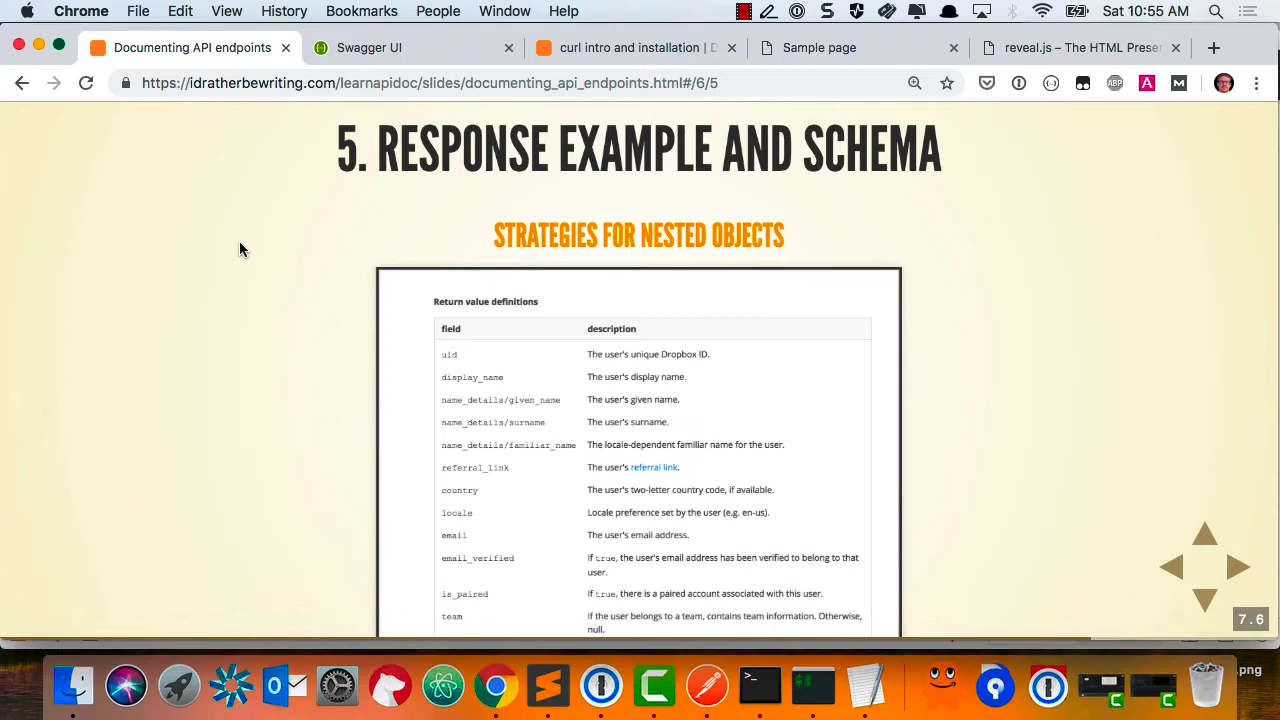 Chrome File Edit View History Bookmarks People Window Help Sat 10:55 AM
Documenting API endpoints
Swagger UI
curl intro and installation | D
Sample page
reveal.js – The HTML Preser
https://idratherbewriting.com/learnapidoc/slides/documenting_api_endpoints.html#/6/5
5. RESPONSE EXAMPLE AND SCHEMA
STRATEGIES FOR NESTED OBJECTS
Return value definitions
field description
uid The user's unique Dropbox ID.
display_name The user's display name.
name_details/given_name The user's given name.
name_details/surname The user's surname.
name_details/familiar_name The locale-dependent familiar name for the user.
referral_link The user's referral link.
country The user's two-letter country code, if available.
locale Locale preference set by the user (e.g. en-us).
email The user's email address.
email_verified If true, the user's email address has been verified to belong to that
user.
is_paired If true, there is a paired account associated with this user.
team If the user belongs to a team, contains team information. Otherwise,
null.
7.6
.png